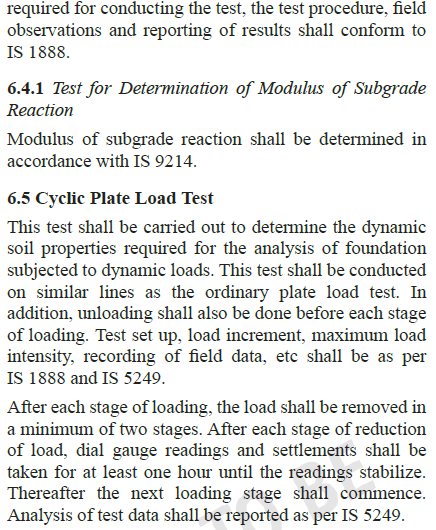 required for conducting the test, the test procedure, field
observations and reporting of results shall conform to
IS 1888.
6.4.1 Test for Determination of Modulus of Subgrade
Reaction
Modulus of subgrade reaction shall be determined in
accordance with IS 9214.
6.5 Cyclic Plate Load Test
This test shall be carried out to determine the dynamic
soil properties required for the analysis of foundation
subjected to dynamic loads. This test shall be conducted
on similar lines as the ordinary plate load test. In
addition, unloading shall also be done before each stage
of loading. Test set up, load increment, maximum load
intensity, recording of field data, etc shall be as per
IS 1888 and IS 5249.
After each stage of loading, the load shall be removed in
a minimum of two stages. After each stage of reduction
of load, dial gauge readings and settlements shall be
taken for at least one hour until the readings stabilize.
Thereafter the next loading stage shall commence.
Analysis of test data shall be reported as per IS 5249.
TO BE